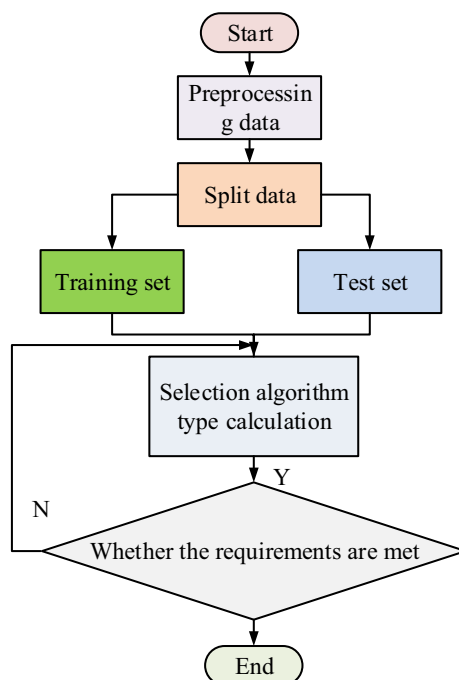 Start
Preprocessin
g data
Split data
Training set
Test set
Selection algorithm
type calculation
Y
N
Whether the requirements are met
End